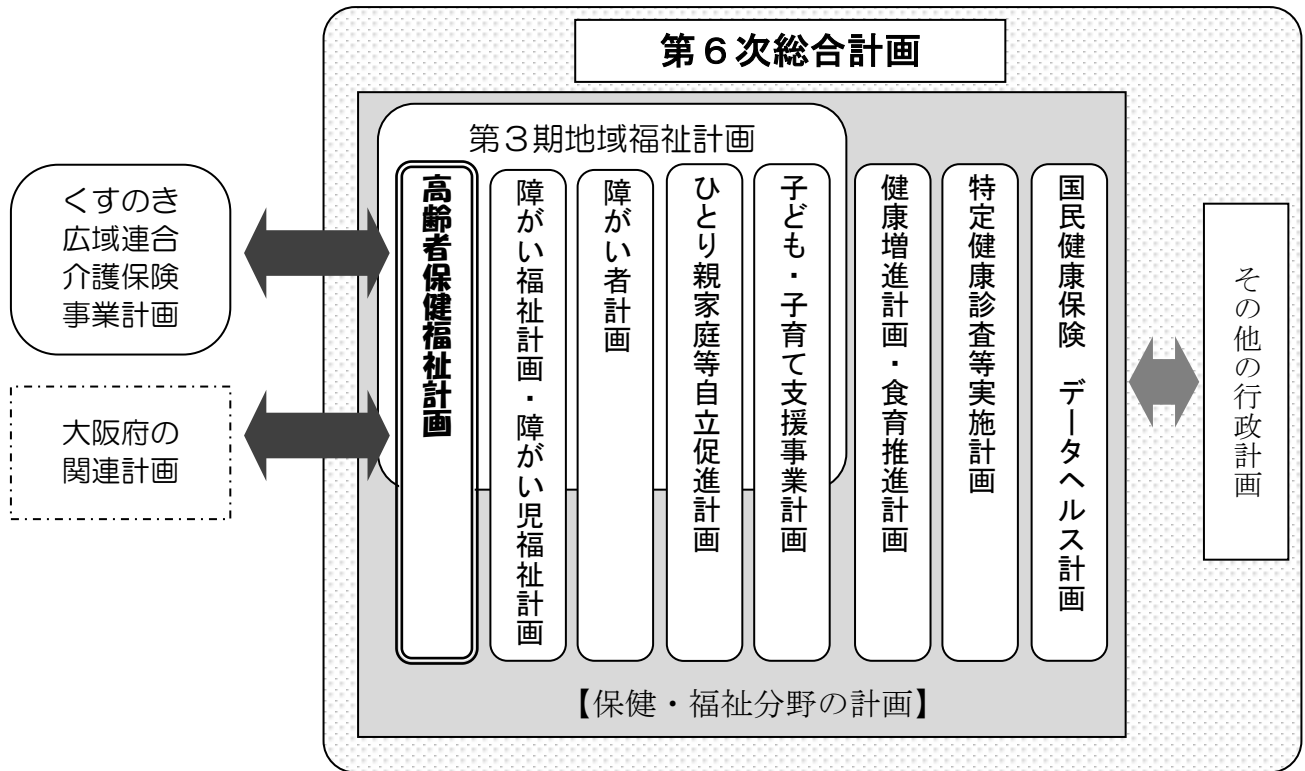 第６次総合計画
第３期地域福祉計画
くすのき
広域連合
介護保険
事業計画
大阪府の
関連計画
高齢者保健福祉計画
障がい福祉計画・障がい児福祉計画
障がい者計画
ひとり親家庭等自立促進計画
子ども・子育て支援事業計画
健康増進計画・食育推進計画
特定健康診査等実施計画
国民健康保険　データヘルス計画
その他の行政計画
【保健・福祉分野の計画】